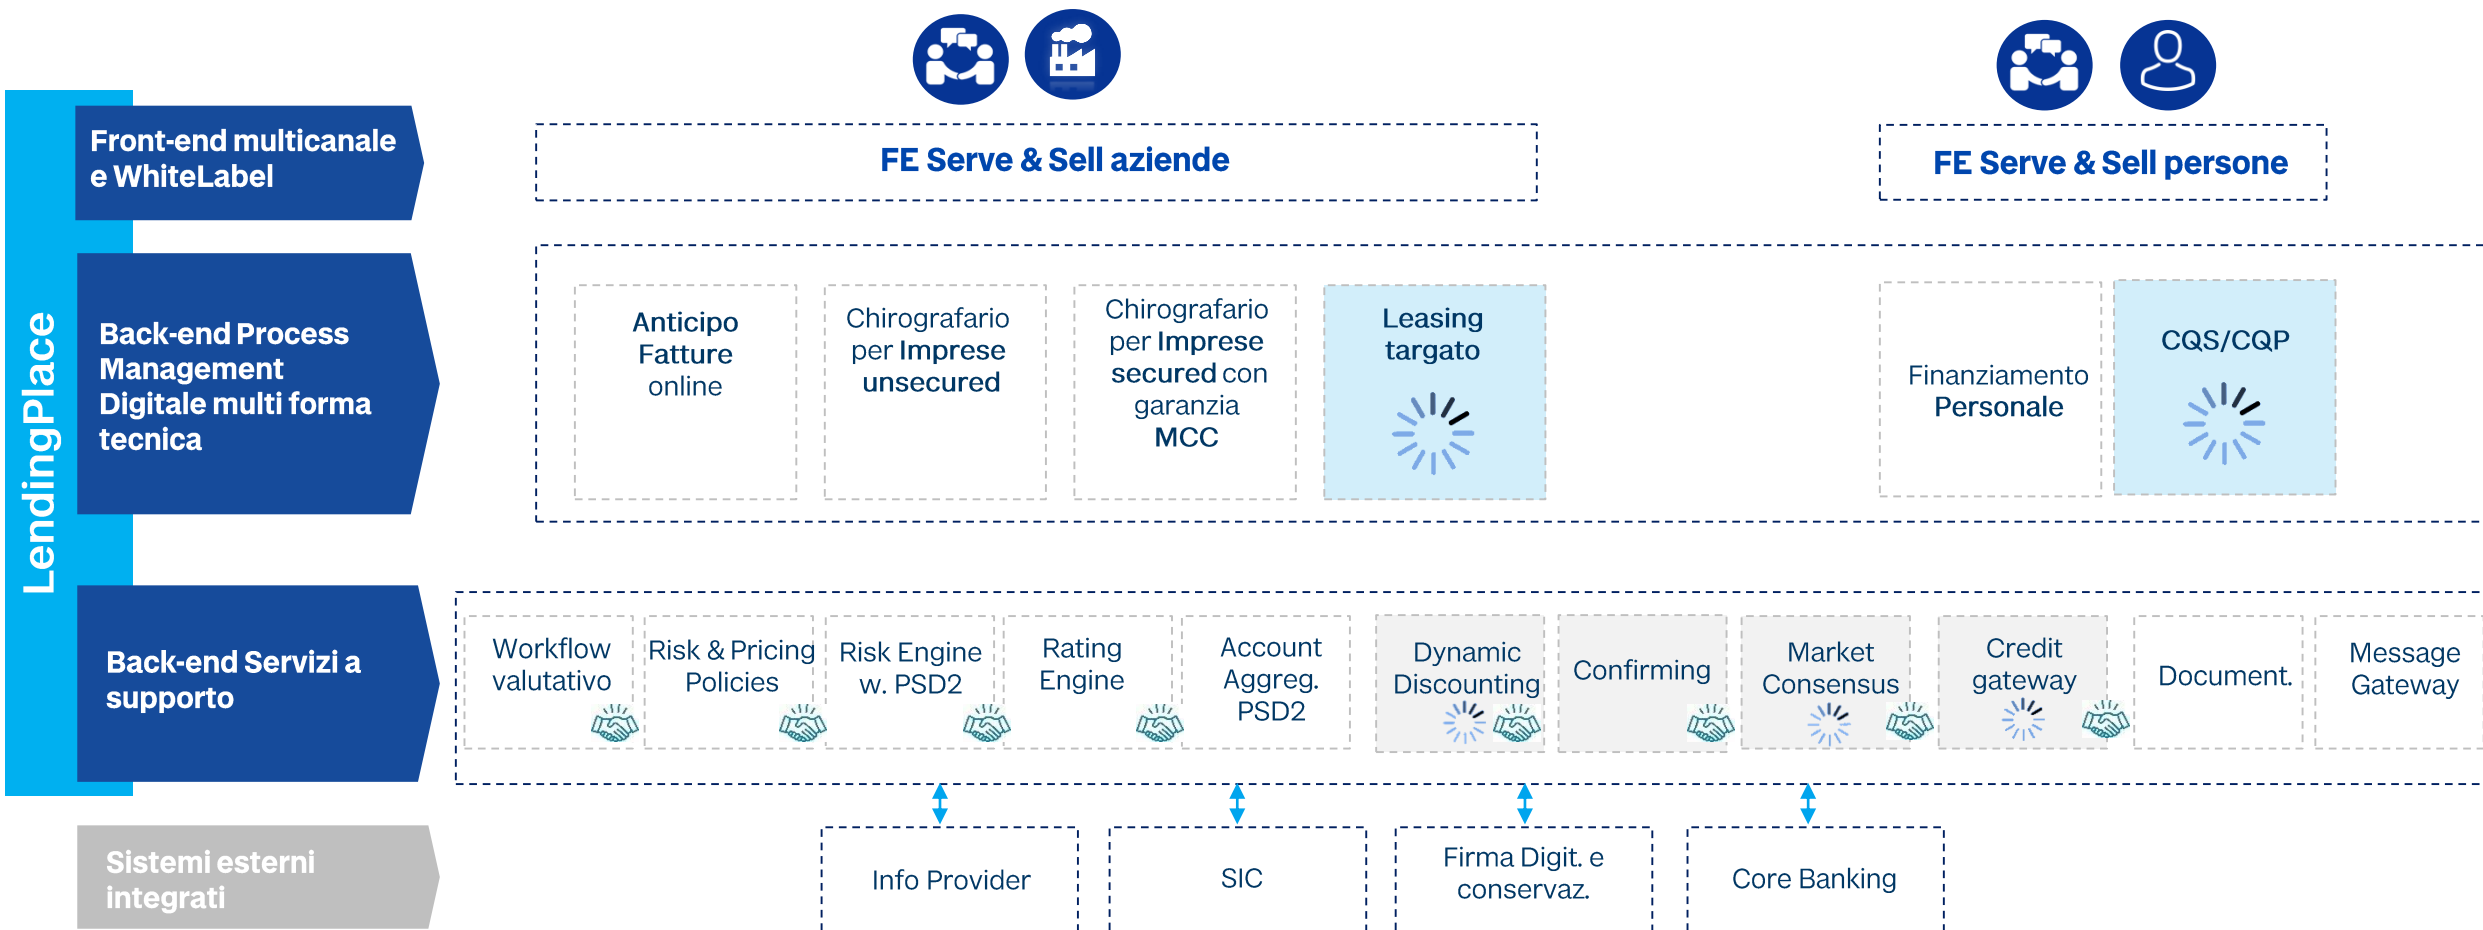 LendingPlace
Front-end multicanale
e WhiteLabel
FE Serve & Sell aziende
FE Serve & Sell persone
Back-end Process
Management
Digitale multi forma
tecnica
Anticipo
Fatture
online
Chirografario
per Imprese
unsecured
Chirografario
per Imprese
secured con
garanzia
MCC
Leasing
targato
Finanziamento
Personale
CQS/CQP
Back-end Servizi a
supporto
Workflow
valutativo
Risk & Pricing
Policies
Risk Engine
w. PSD2
Rating
Engine
Account
Aggreg.
PSD2
Dynamic
Discounting
Confirming
Market
Consensus
Credit
gateway
Document.
Message
Gateway
Sistemi esterni
integrati
Info Provider
SIC
Firma Digit. e
conservaz.
Core Banking